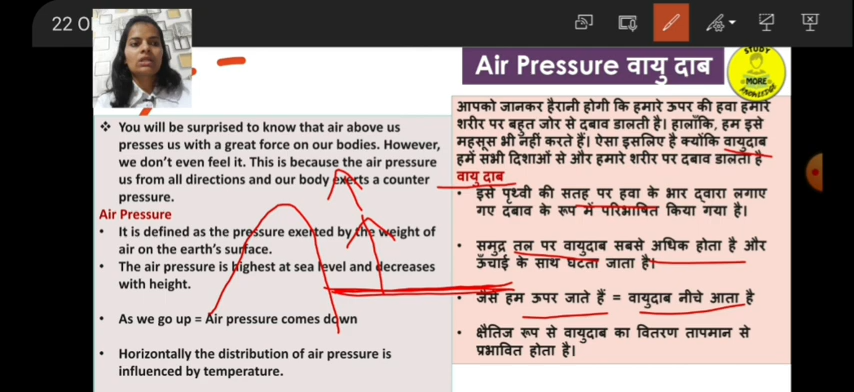 22 O
Air Pressure वायु दाब
STUDY
MORE
KNOWLEDGE
❖ You will be surprised to know that air above us
presses us with a great force on our bodies. However,
we don't even feel it. This is because the air pressure
us from all directions and our body exerts a counter
pressure.
Air Pressure
• It is defined as the pressure exerted by the weight of
air on the earth's surface.
• The air pressure is highest at sea level and decreases
with height.
• As we go up = Air pressure comes down
• Horizontally the distribution of air pressure is
influenced by temperature.
आपको जानकर हैरानी होगी कि हमारे ऊपर की हवा हमारे
शरीर पर बहुत जोर से दबाव डालती है। हालाँकि, हम इसे
महसूस भी नहीं करते हैं। ऐसा इसलिए है क्योंकि वायुदाब
हमें सभी दिशाओं से और हमारे शरीर पर दबाव डालता है
वायु दाब
• इसे पृथ्वी की सतह पर हवा के भार द्वारा लगाए
गए दबाव के रूप में परिभाषित किया गया है।
• समुद्र तल पर वायुदाब सबसे अधिक होता है और
ऊँचाई के साथ घटता जाता है।
• जैसे हम ऊपर जाते हैं = वायुदाब नीचे आता है
• क्षैतिज रूप से वायुदाब का वितरण तापमान से
प्रभावित होता है।